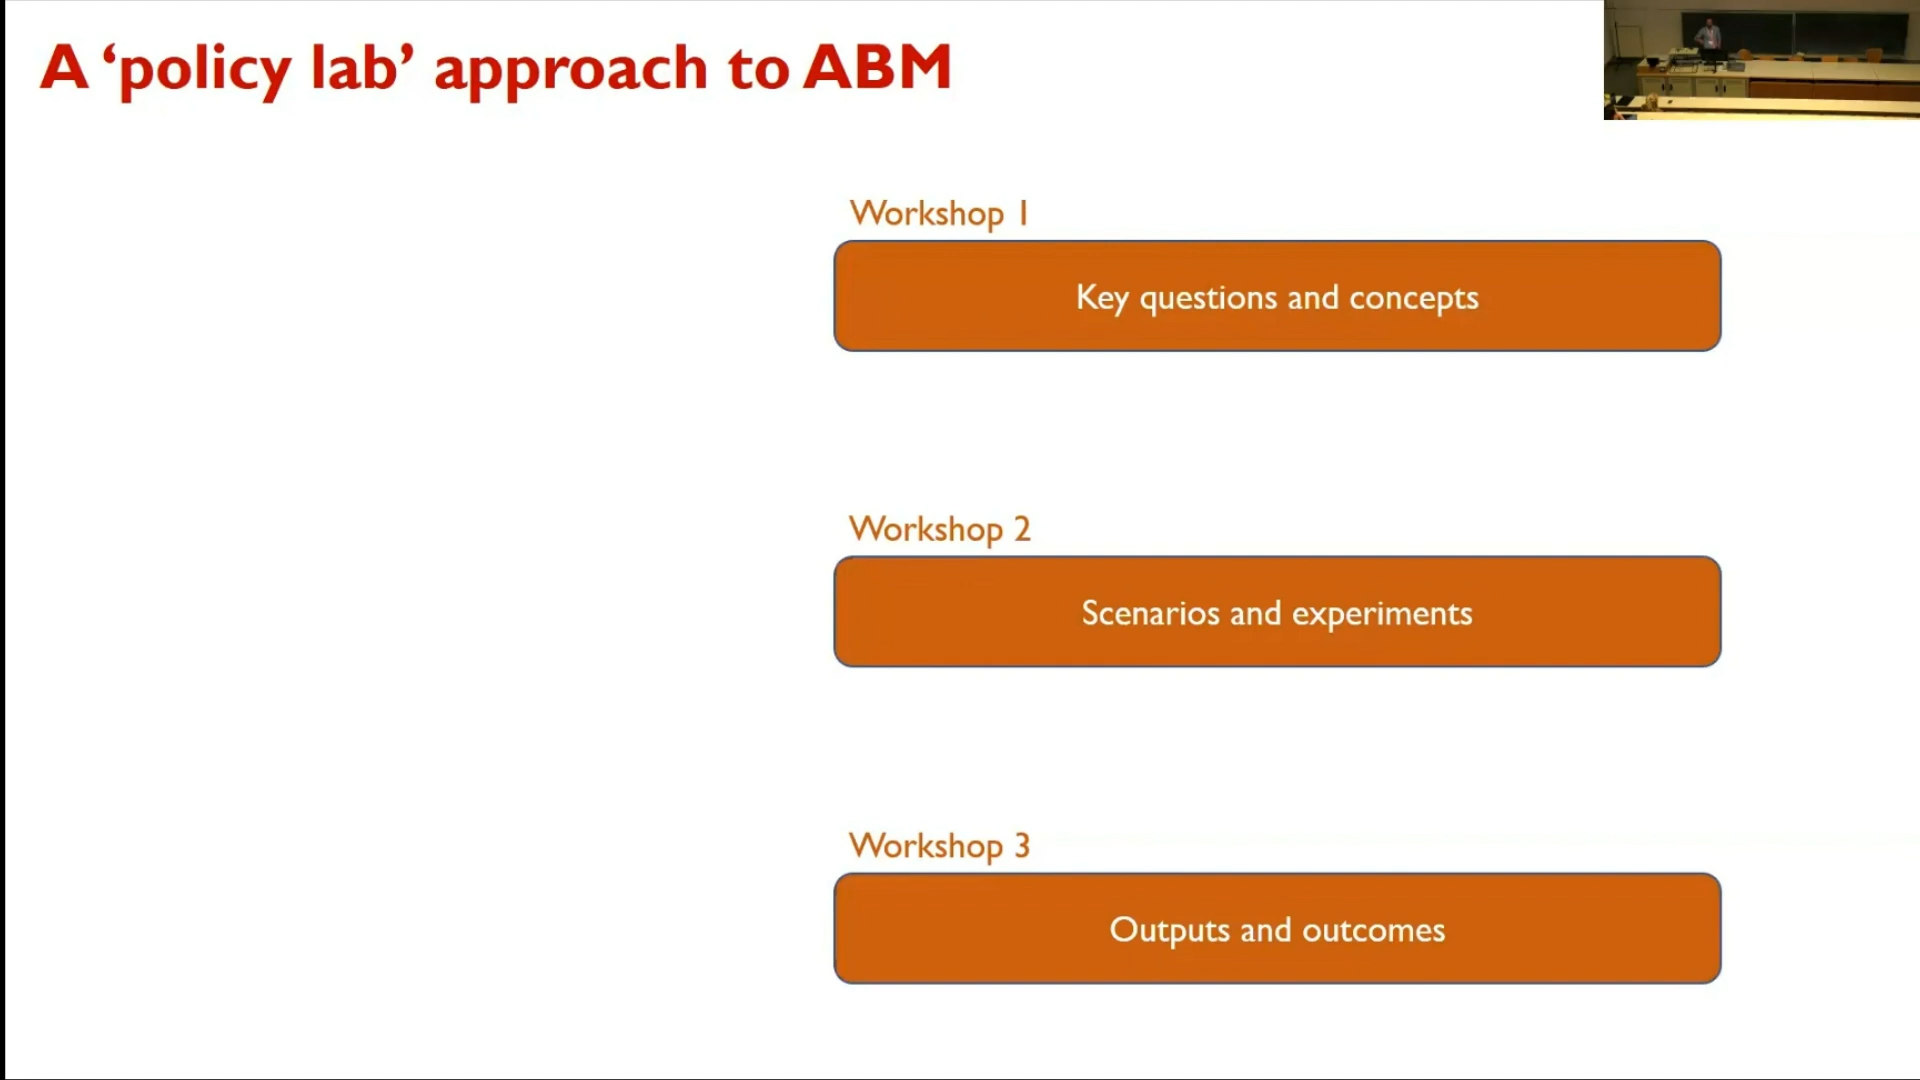 A ‘policy lab’ approach to ABM
Workshop 1
Key questions and concepts
Workshop 2
Scenarios and experiments
Workshop 3
Outputs and outcomes